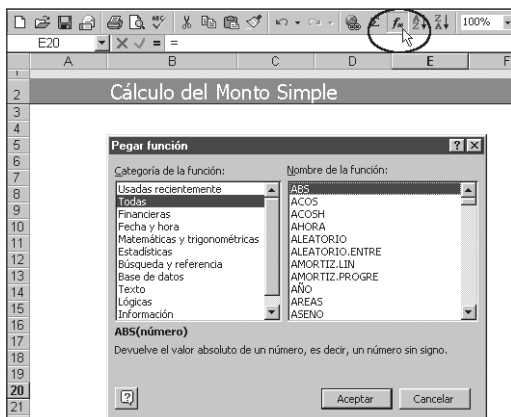 100%
E20 =
A B C D E F
1
2 Cálculo del Monto Simple
3
4
5 Pegar función
6
7 Categoría de la función: Nombre de la función:
8 Usadas recientemente ABS
Todas ACOS
9 Financieras ACOSH
10 Fecha y hora AHORA
11 Matemáticas y trigonométricas ALEATORIO
12 Estadísticas ALEATORIO.ENTRE
Búsqueda y referencia AMORTIZ.LIN
13 Base de datos AMORTIZ.PROGRE
14 Texto AÑO
15 Lógicas AREAS
Información ASENO
16 ABS(número)
17
18 Devuelve el valor absoluto de un número, es decir, un número sin signo.
19
20
21 Aceptar Cancelar